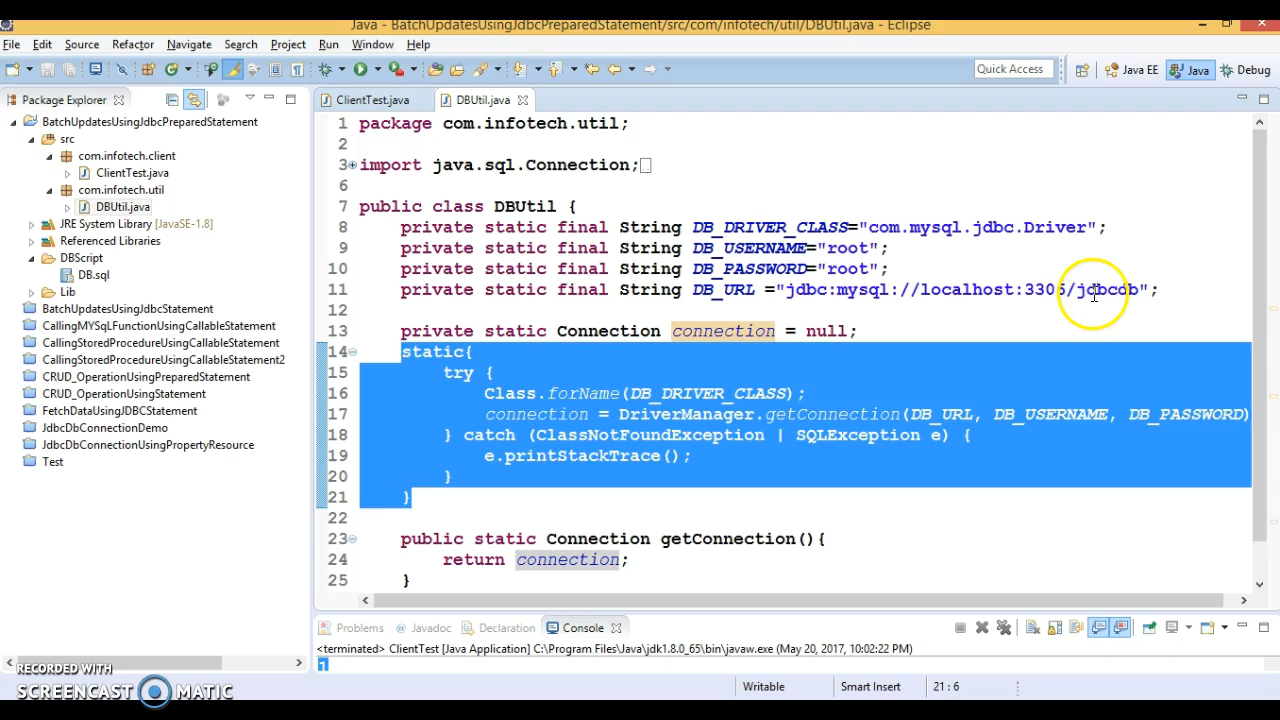 Java - BatchUpdatesUsingJdbcPreparedStatement/src/com/infotech/util/DBUtil.java - Eclipse
File Edit Source Refactor Navigate Search Project Run Window Help
Quick Access Java EE Java Debug
Package Explorer
BatchUpdatesUsingJdbcPreparedStatement
src
com.infotech.client
ClientTest.java
com.infotech.util
DBUtil.java
JRE System Library [JavaSE-1.8]
Referenced Libraries
DBScript
DB.sql
Lib
BatchUpdatesUsingJdbcStatement
CallingMYSqlFunctionUsingCallableStatement
CallingStoredProcedureUsingCallableStatement
CallingStoredProcedureUsingCallableStatement2
CRUD_OperationUsingPreparedStatement
CRUD_OperationUsingStatement
FetchDataUsingJDBCStatement
JdbcDbConnectionDemo
JdbcDbConnectionUsingPropertyResource
Test
ClientTest.java DBUtil.java
1 package com.infotech.util;
2
3 import java.sql.Connection;
6
7 public class DBUtil {
8 private static final String DB_DRIVER_CLASS="com.mysql.jdbc.Driver";
9 private static final String DB_USERNAME="root";
10 private static final String DB_PASSWORD="root";
11 private static final String DB_URL ="jdbc:mysql://localhost:3306/jdbcdb";
12
13 private static Connection connection = null;
14 static{
15 try {
16 Class.forName(DB_DRIVER_CLASS);
17 connection = DriverManager.getConnection(DB_URL, DB_USERNAME, DB_PASSWORD)
18 } catch (ClassNotFoundException | SQLException e) {
19 e.printStackTrace();
20 }
21 }
22
23 public static Connection getConnection(){
24 return connection;
25 }
Problems Javadoc Declaration Console
<terminated> ClientTest [Java Application] C:\Program Files\Java\jdk1.8.0_65\bin\javaw.exe (May 20, 2017, 10:02:22 PM)
1
Writable Smart Insert 21 : 6
RECORDED WITH
SCREENCAST MATIC